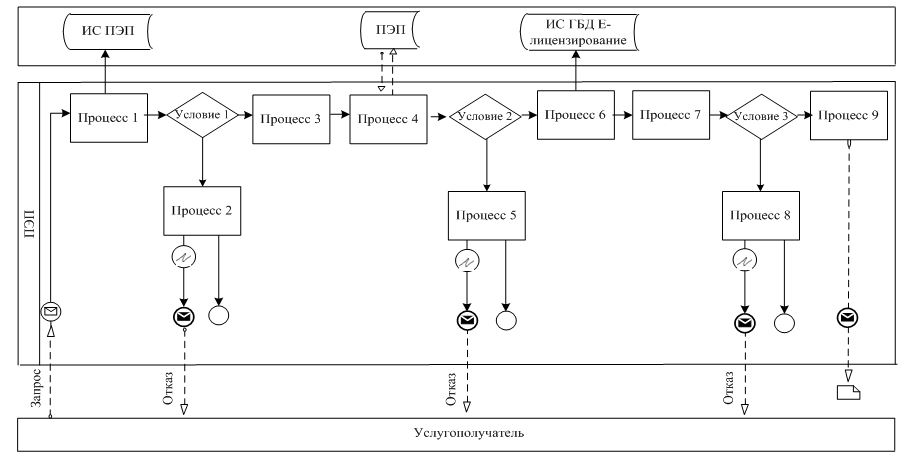 ИС ПЭП
ПЭП
ИС ГБД Е-
лицензирование
Процесс 1
Условие 1
Процесс 3
Процесс 4
Условие 2
Процесс 6
Процесс 7
Условие 3
Процесс 9
Процесс 2
Процесс 5
Процесс 8
ПЭП
Запрос
Отказ
Отказ
Отказ
Услугополучатель